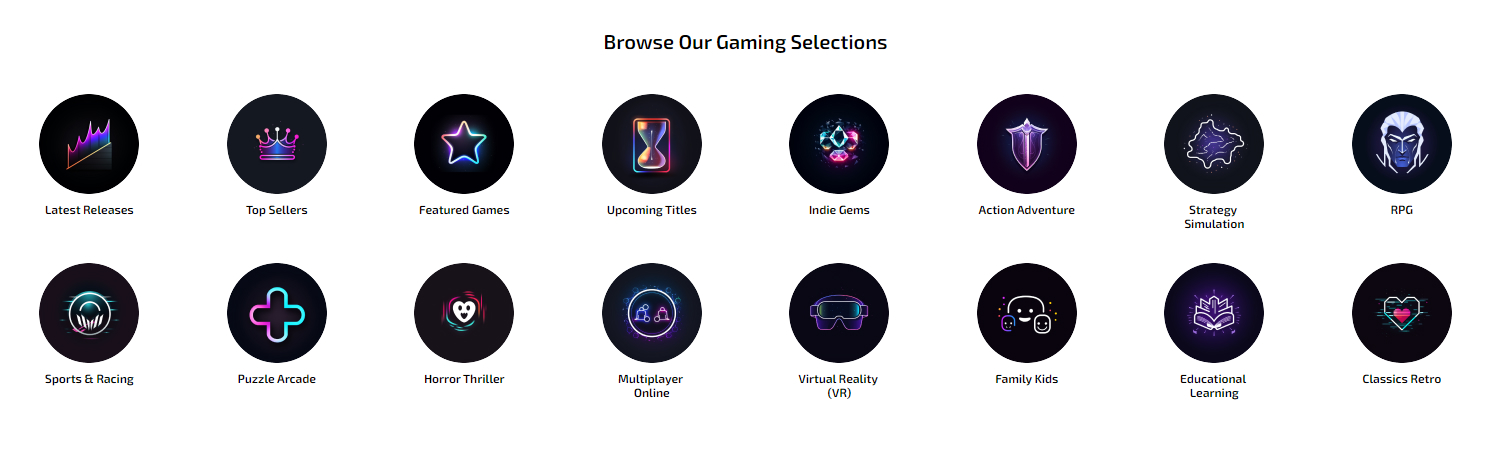 Browse Our Gaming Selections
Latest Releases
Top Sellers
Featured Games
Upcoming Titles
Indie Gems
Action Adventure
Strategy
Simulation
RPG
Sports & Racing
Puzzle Arcade
Horror Thriller
Multiplayer
Online
Virtual Reality
(VR)
Family Kids
Educational
Learning
Classics Retro